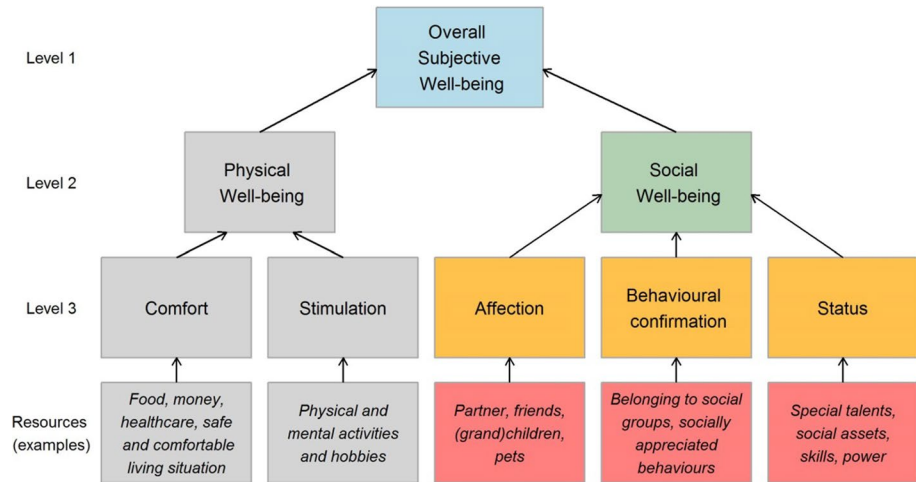 Level 1
Overall
Subjective
Well-being
Level 2
Physical
Well-being
Social
Well-being
Level 3
Comfort
Stimulation
Affection
Behavioural
confirmation
Status
Resources
(examples)
Food, money,
healthcare, safe
and comfortable
living situation
Physical and
mental activities
and hobbies
Partner, friends,
(grand)children,
pets
Belonging to social
groups, socially
appreciated
behaviours
Special talents,
social assets,
skills, power